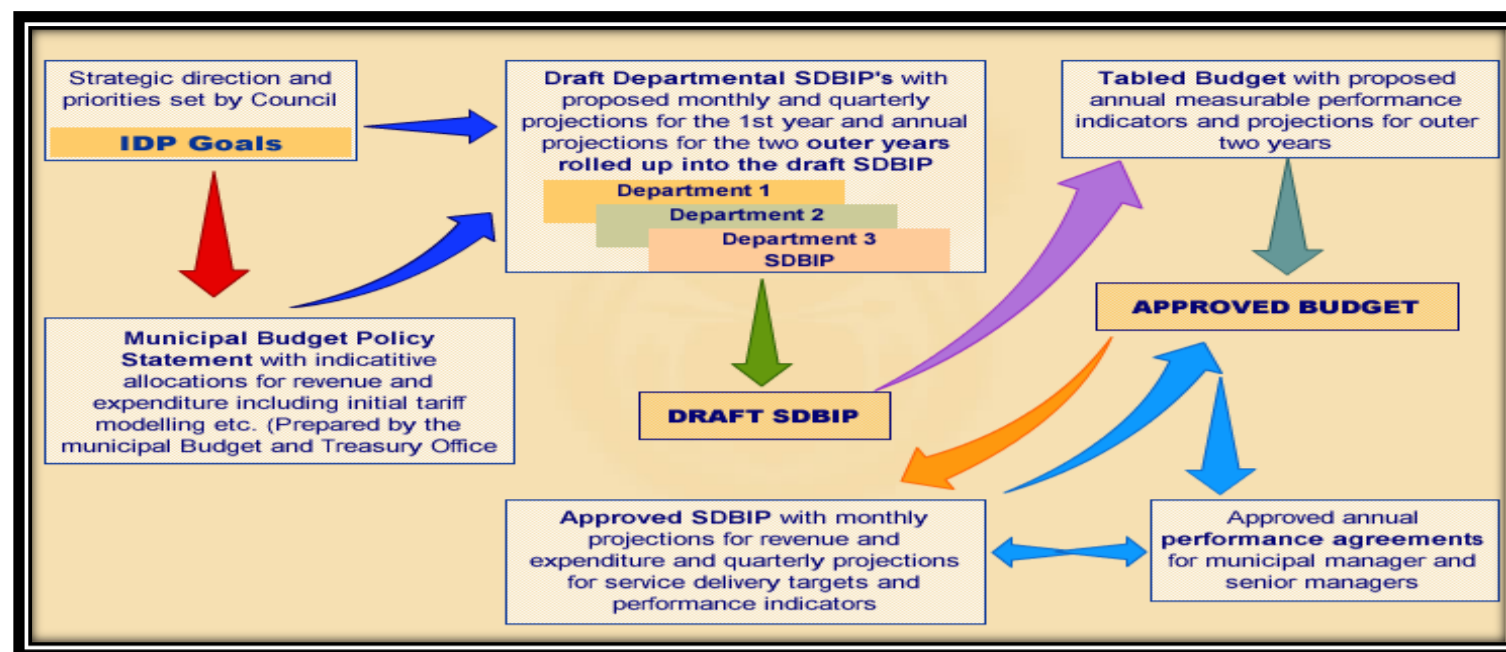 Strategic direction and
priorities set by Council
IDP Goals
Draft Departmental SDBIP's with
proposed monthly and quarterly
projections for the 1st year and annual
projections for the two outer years
rolled up into the draft SDBIP
Department 1
Department 2
Department 3
SDBIP
Tabled Budget with proposed
annual measurable performance
indicators and projections for outer
two years
Municipal Budget Policy
Statement with indicatitive
allocations for revenue and
expenditure including initial tariff
modelling etc. (Prepared by the
municipal Budget and Treasury Office
DRAFT SDBIP
APPROVED BUDGET
Approved SDBIP with monthly
projections for revenue and
expenditure and quarterly projections
for service delivery targets and
performance indicators
Approved annual
performance agreements
for municipal manager and
senior managers